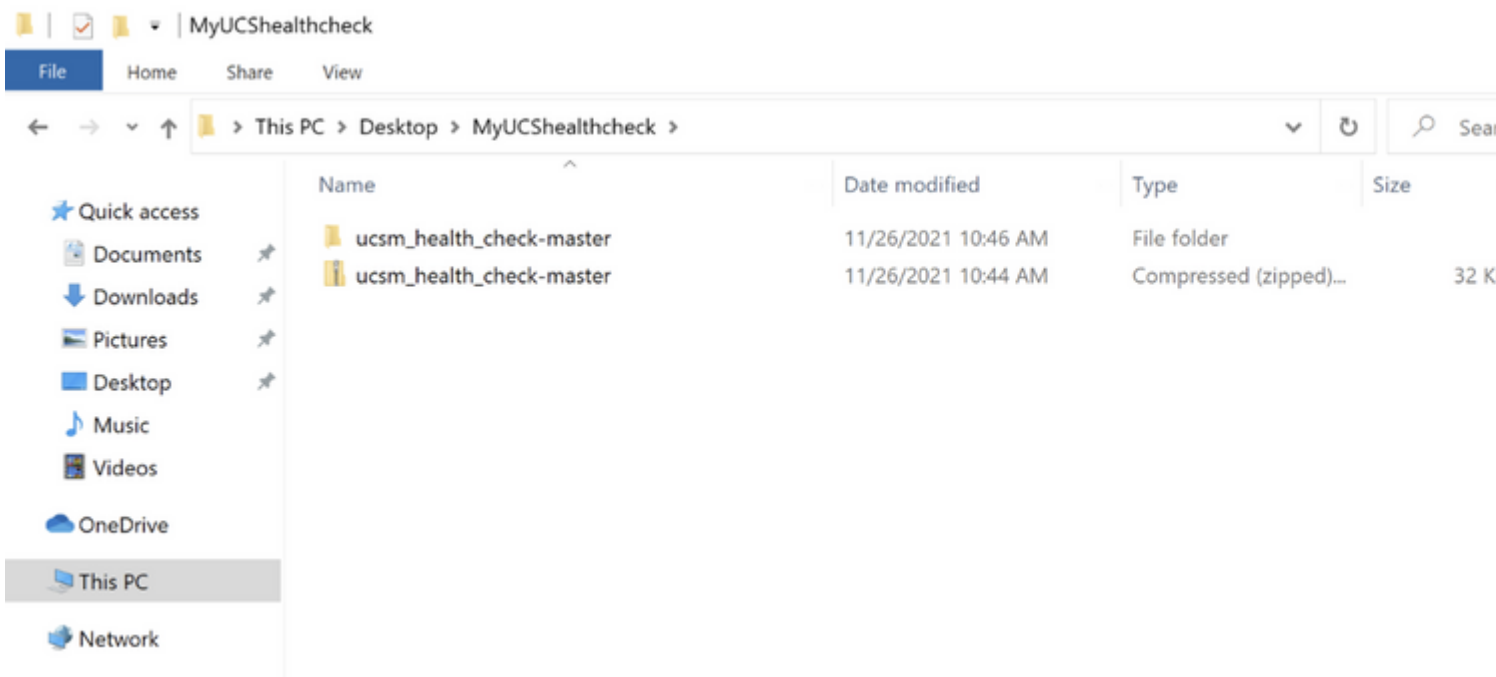 MyUCShealthcheck
File Home Share View
This PC > Desktop > MyUCShealthcheck >
Name Date modified Type Size
Quick access
Documents
Downloads
Pictures
Desktop
Music
Videos
OneDrive
This PC
Network
ucsm_health_check-master 11/26/2021 10:46 AM File folder
ucsm_health_check-master 11/26/2021 10:44 AM Compressed (zipped)... 32 K